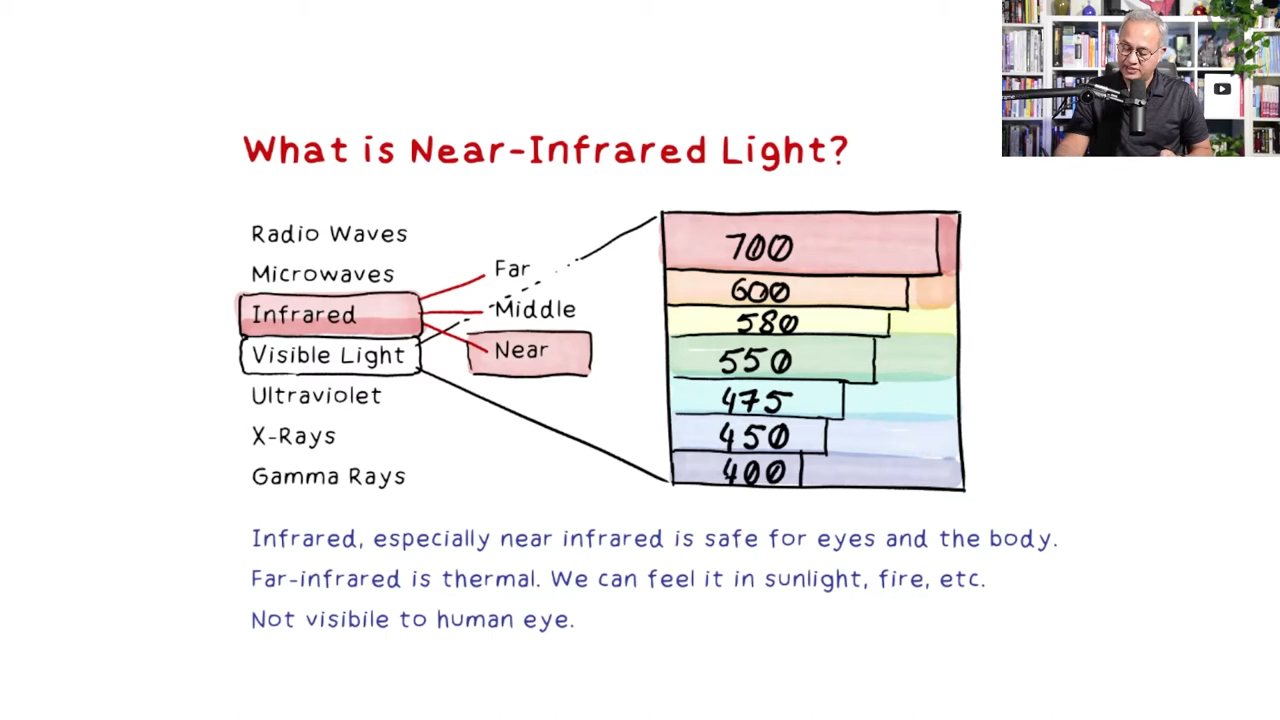 What is Near-Infrared Light?
Radio Waves
Microwaves
Infrared
Visible Light
Ultraviolet
X-Rays
Gamma Rays
Far
Middle
Near
700
600
580
550
475
450
400
Infrared, especially near infrared is safe for eyes and the body.
Far-infrared is thermal. We can feel it in sunlight, fire, etc.
Not visibile to human eye.